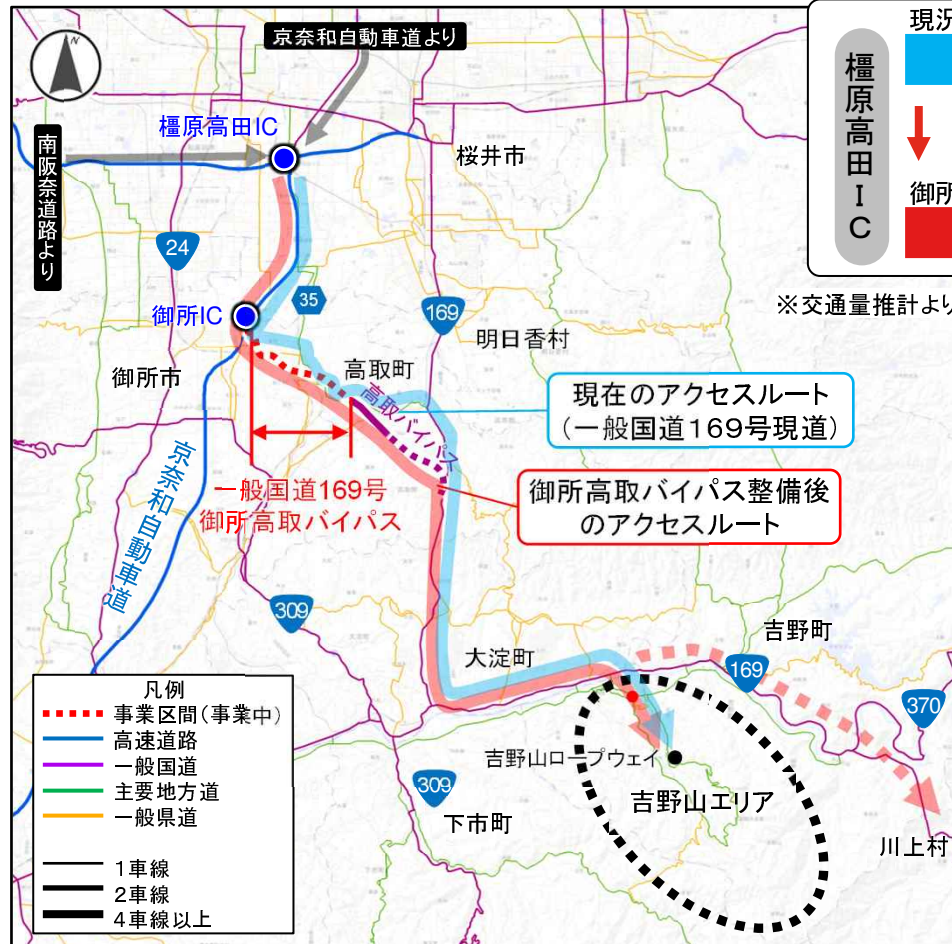 N
京奈和自動車道より
橿原高田IC
南阪奈道路より
桜井市
24
35
169
御所IC
明日香村
御所市
高取町
高取バイパス
現在のアクセスルート
(一般国道169号現道)
一般国道169号
御所高取バイパス
御所高取バイパス整備後
のアクセスルート
京奈和自動車道
309
大淀町
吉野町
169
370
吉野山ロープウェイ
吉野山エリア
309
下市町
川上村
凡例
事業区間(事業中)
高速道路
一般国道
主要地方道
一般県道
1車線
2車線
4車線以上
橿原高田IC
現況
御所
※交通量推計より